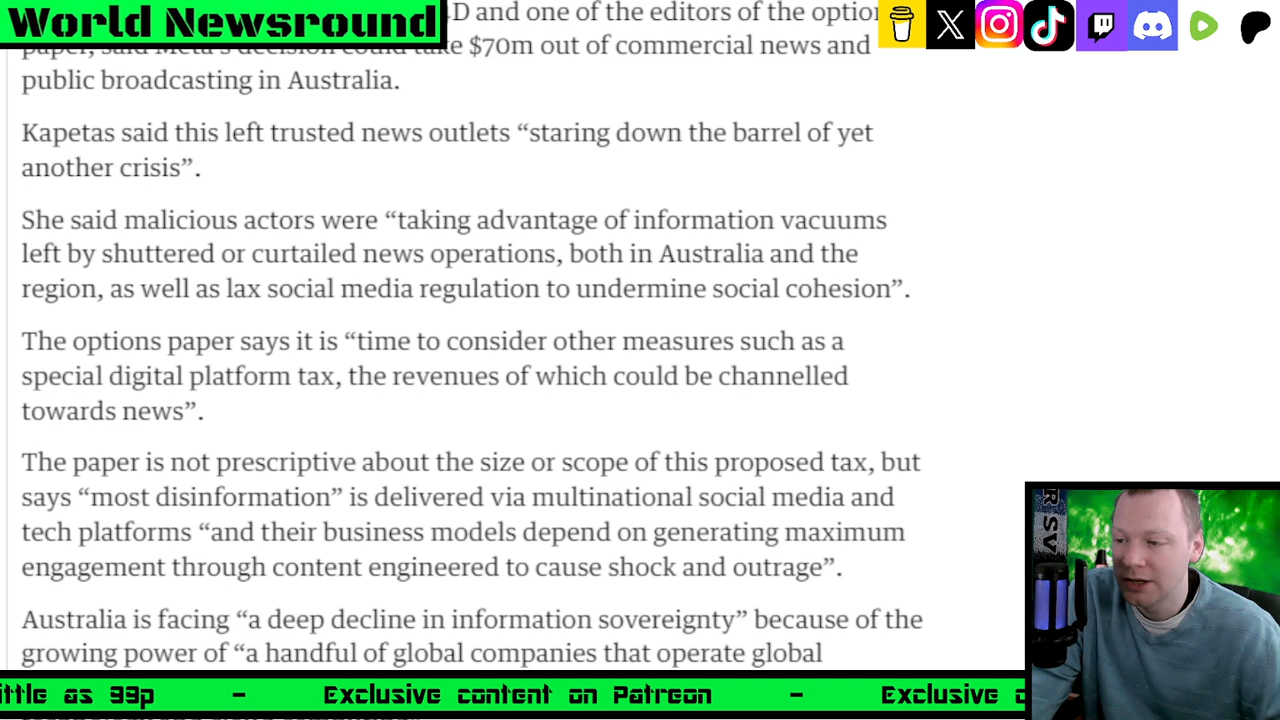 World Newsround
D and one of the editors of the option
paper, said Meta's decision could take $70m out of commercial news and
public broadcasting in Australia.
Kapetas said this left trusted news outlets “staring down the barrel of yet
another crisis”.
She said malicious actors were “taking advantage of information vacuums
left by shuttered or curtailed news operations, both in Australia and the
region, as well as lax social media regulation to undermine social cohesion”.
The options paper says it is “time to consider other measures such as a
special digital platform tax, the revenues of which could be channelled
towards news”.
The paper is not prescriptive about the size or scope of this proposed tax, but
says “most disinformation” is delivered via multinational social media and
tech platforms “and their business models depend on generating maximum
engagement through content engineered to cause shock and outrage”.
Australia is facing “a deep decline in information sovereignty” because of the
growing power of “a handful of global companies that operate global
ittle as 99p - Exclusive content on Patreon - Exclusive c